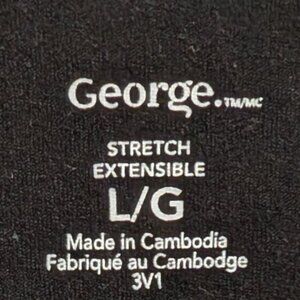 George.TM/MC
STRETCH
EXTENSIBLE
L/G
Made in Cambodia
Fabriqué au Cambodge
3V1